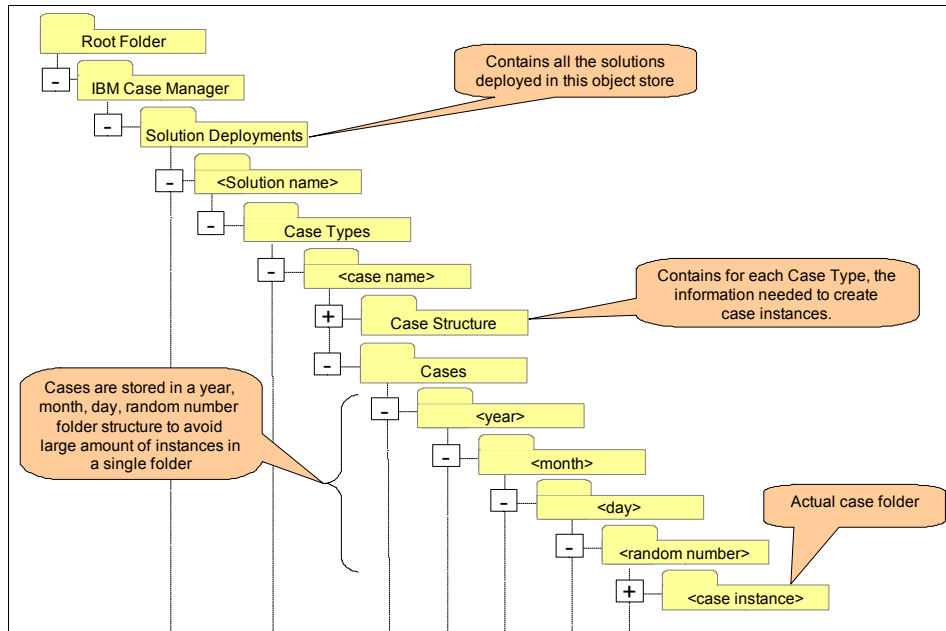 Root Folder
-
IBM Case Manager
Contains all the solutions
deployed in this object store
-
Solution Deployments
-
<Solution name>
-
Case Types
-
<case name>
Contains for each Case Type, the
information needed to create
case instances.
+
Case Structure
-
Cases
Cases are stored in a year,
month, day, random number
folder structure to avoid
large amount of instances in
a single folder
-
<year>
-
<month>
-
<day>
Actual case folder
-
<random number>
+
<case instance>